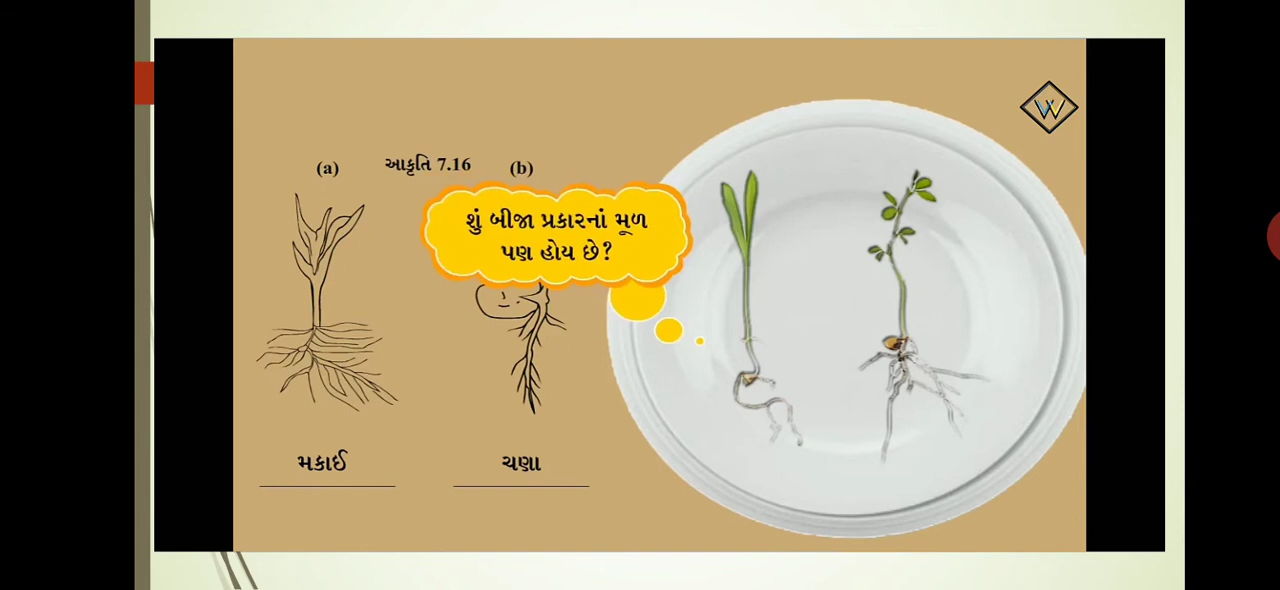 (a) આકૃતિ 7.16 (b)
શું બીજા પ્રકારનાં મૂળ
પણ હોય છે?
મકાઈ ચણા
W